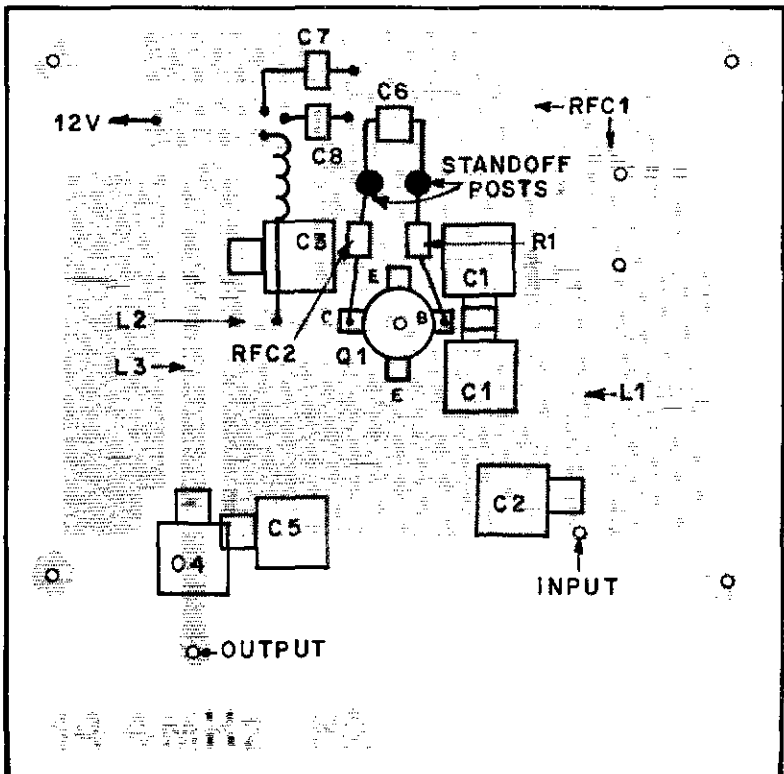 C7
C6
12V
RFC1
C8
STANDOFF
POSTS
C3
R1
C1
E
L2
C
B
RFC2
Q1
L3
C1
E
L1
C2
C5
C4
INPUT
OUTPUT